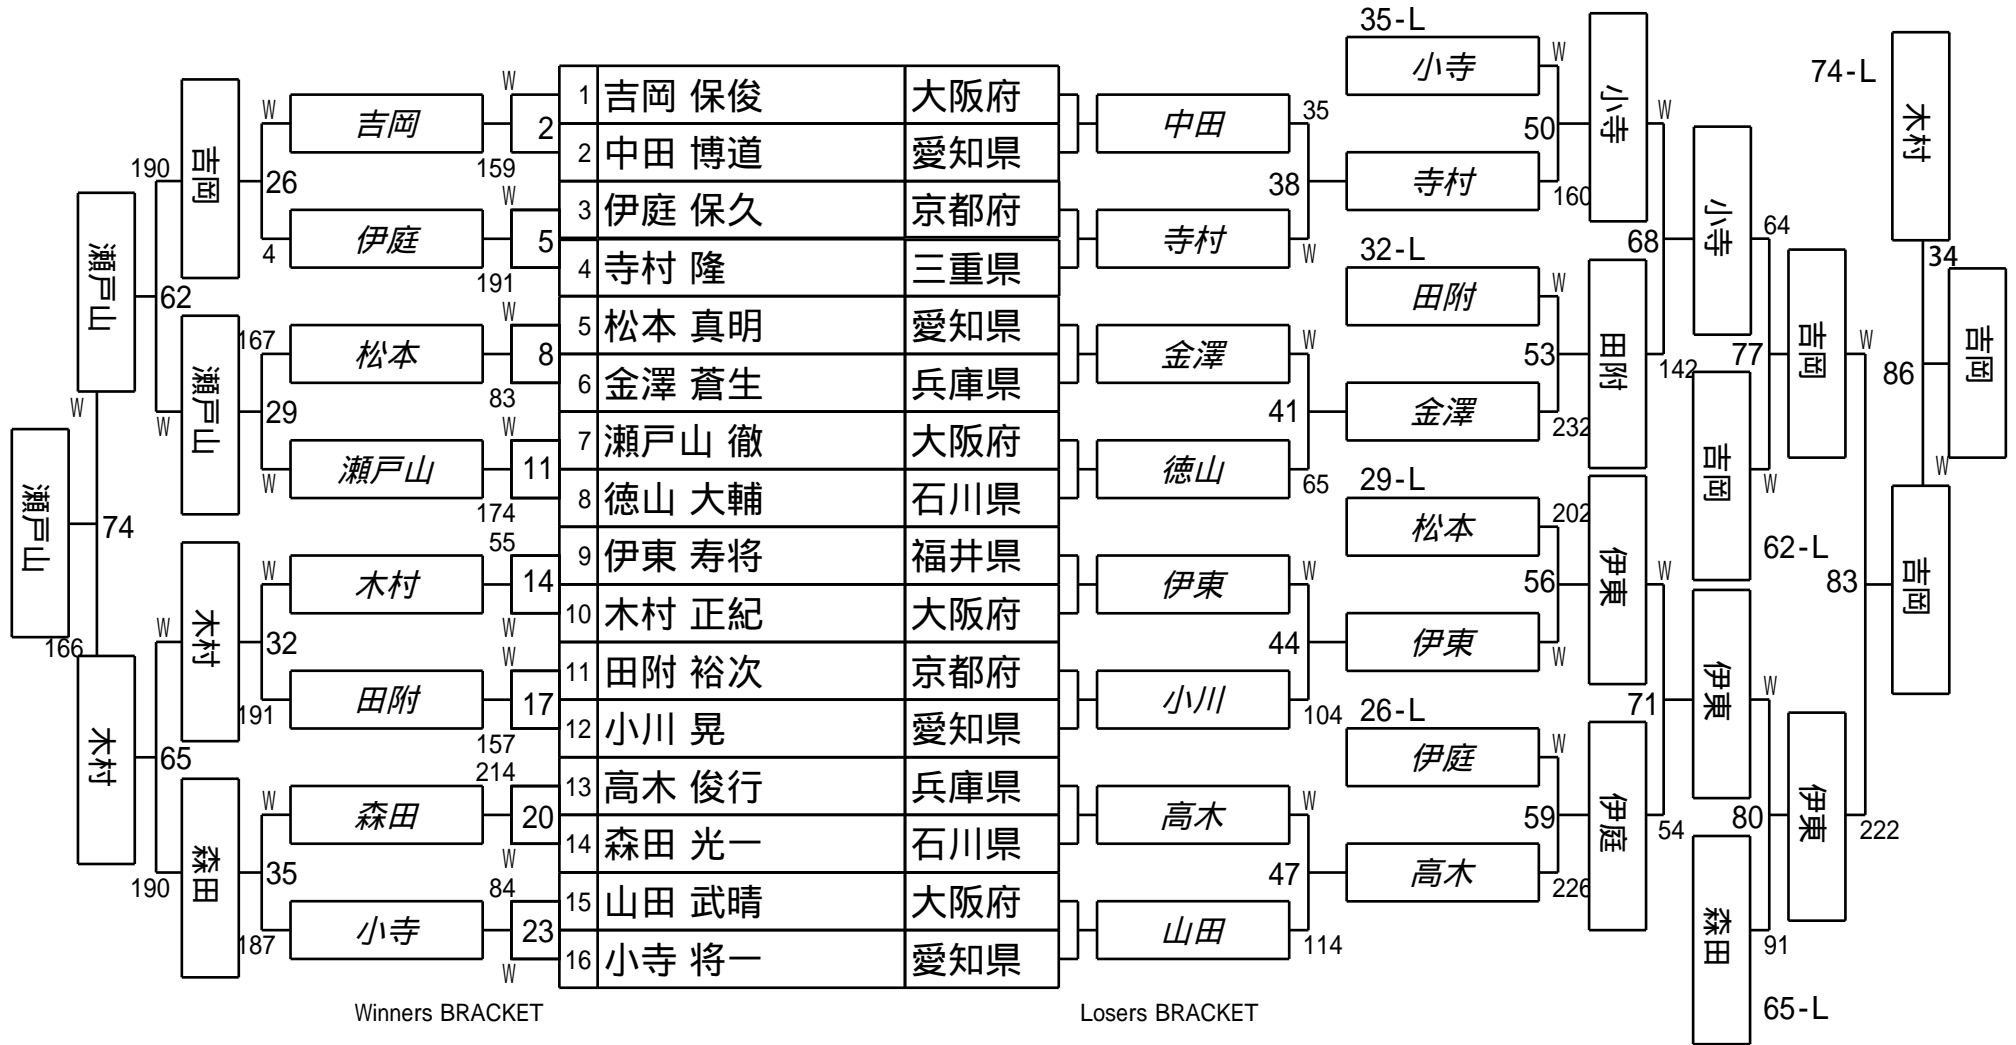 35-L
74-L
32-L
29-L
26-L
62-L
65-L
1 吉岡 保俊 大阪府
2 中田 博道 愛知県
3 伊庭 保久 京都府
4 寺村 隆 三重県
5 松本 真明 愛知県
6 金澤 蒼生 兵庫県
7 瀬戸山 徹 大阪府
8 徳山 大輔 石川県
9 伊東 寿将 福井県
10 木村 正紀 大阪府
11 田附 裕次 京都府
12 小川 晃 愛知県
13 高木 俊行 兵庫県
14 森田 光一 石川県
15 山田 武晴 大阪府
16 小寺 将一 愛知県
W
2
159
W
5
191
W
8
83
W
11
174
55
14
W
W
17
157
214
20
W
84
23
W
吉岡
伊庭
松本
瀬戸山
木村
田附
森田
小寺
W
26
4
167
29
W
W
32
191
W
35
187
吉岡
瀬戸山
木村
森田
190
62
W
W
65
190
瀬戸山
木村
W
74
166
瀬戸山
中田
寺村
金澤
徳山
伊東
小川
高木
山田
35
38
W
W
41
65
W
44
104
W
47
114
小寺
寺村
田附
金澤
松本
伊東
伊庭
高木
W
50
160
W
53
232
202
56
W
W
59
226
小寺
田附
伊東
伊庭
W
68
142
W
71
54
小寺
吉岡
伊東
森田
64
77
W
W
80
91
吉岡
伊東
W
83
222
木村
吉岡
34
86
W
吉岡
Winners BRACKET
Losers BRACKET